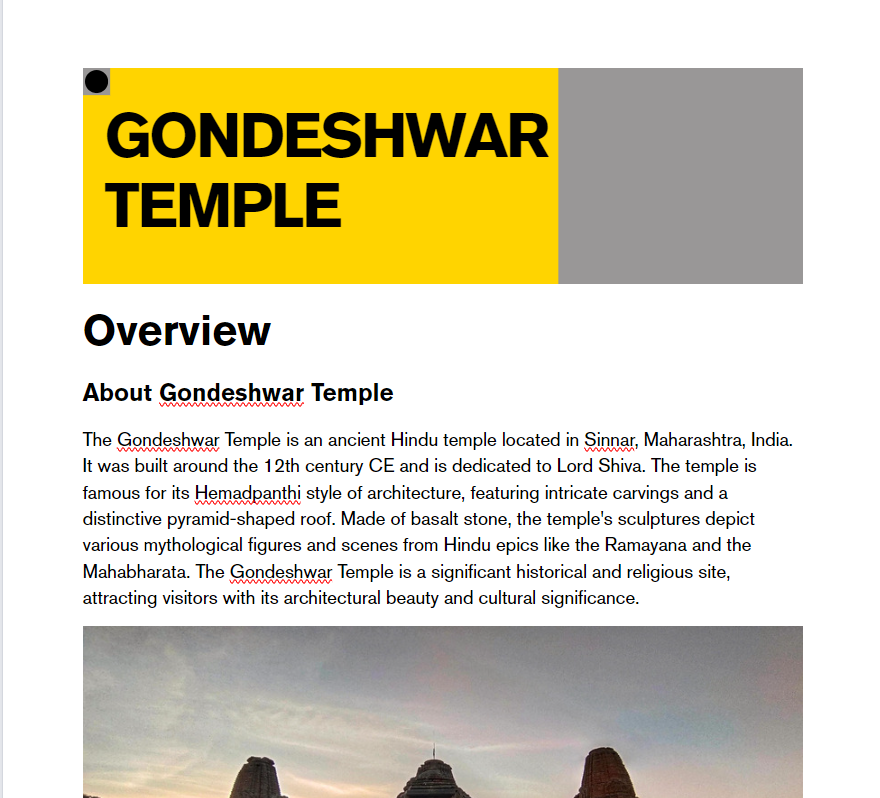 GONDESHWAR
TEMPLE
Overview
About Gondeshwar Temple
The Gondeshwar Temple is an ancient Hindu temple located in Sinnar, Maharashtra, India.
It was built around the 12th century CE and is dedicated to Lord Shiva. The temple is
famous for its Hemadpanthi style of architecture, featuring intricate carvings and a
distinctive pyramid-shaped roof. Made of basalt stone, the temple's sculptures depict
various mythological figures and scenes from Hindu epics like the Ramayana and the
Mahabharata. The Gondeshwar Temple is a significant historical and religious site,
attracting visitors with its architectural beauty and cultural significance.